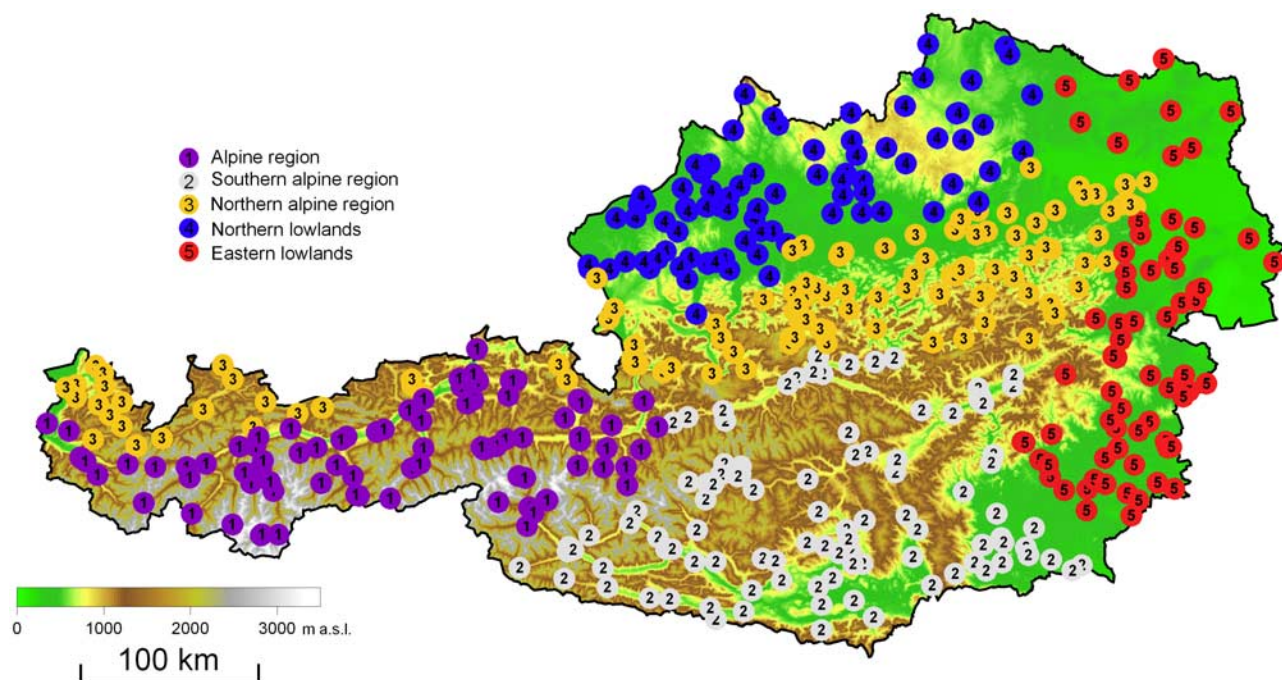 1 Alpine region
2 Southern alpine region
3 Northern alpine region
4 Northern lowlands
5 Eastern lowlands
0 1000 2000 3000 m a.s.l.
100 km